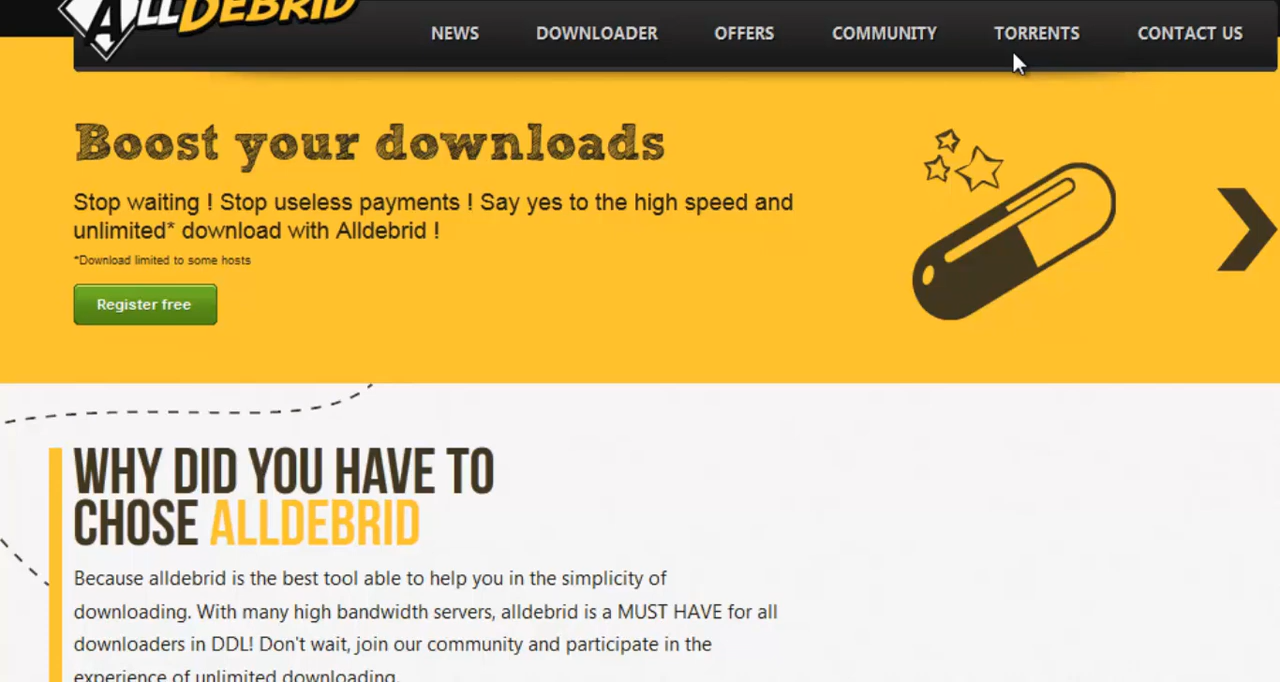 ALLDEBRID
NEWS DOWNLOADER OFFERS COMMUNITY TORRENTS CONTACT US
Boost your downloads
Stop waiting ! Stop useless payments ! Say yes to the high speed and
unlimited* download with Alldebrid !
*Download limited to some hosts
Register free
WHY DID YOU HAVE TO
CHOSE ALLDEBRID
Because alldebrid is the best tool able to help you in the simplicity of
downloading. With many high bandwidth servers, alldebrid is a MUST HAVE for all
downloaders in DDL! Don't wait, join our community and participate in the
experience of unlimited downloading.